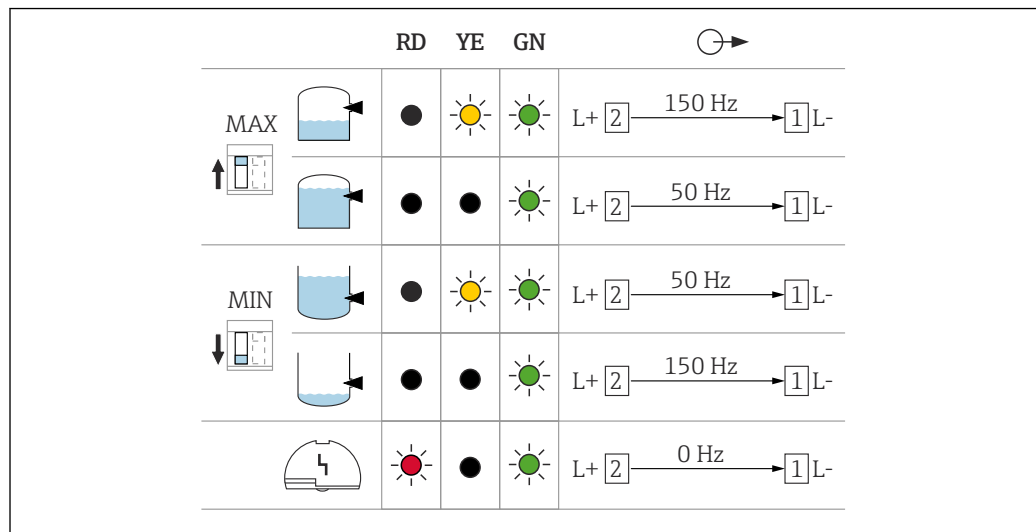 RD YE GN
MAX
L+ 2 150 Hz 1 L-
L+ 2 50 Hz 1 L-
MIN
L+ 2 50 Hz 1 L-
L+ 2 150 Hz 1 L-
L+ 2 0 Hz 1 L-